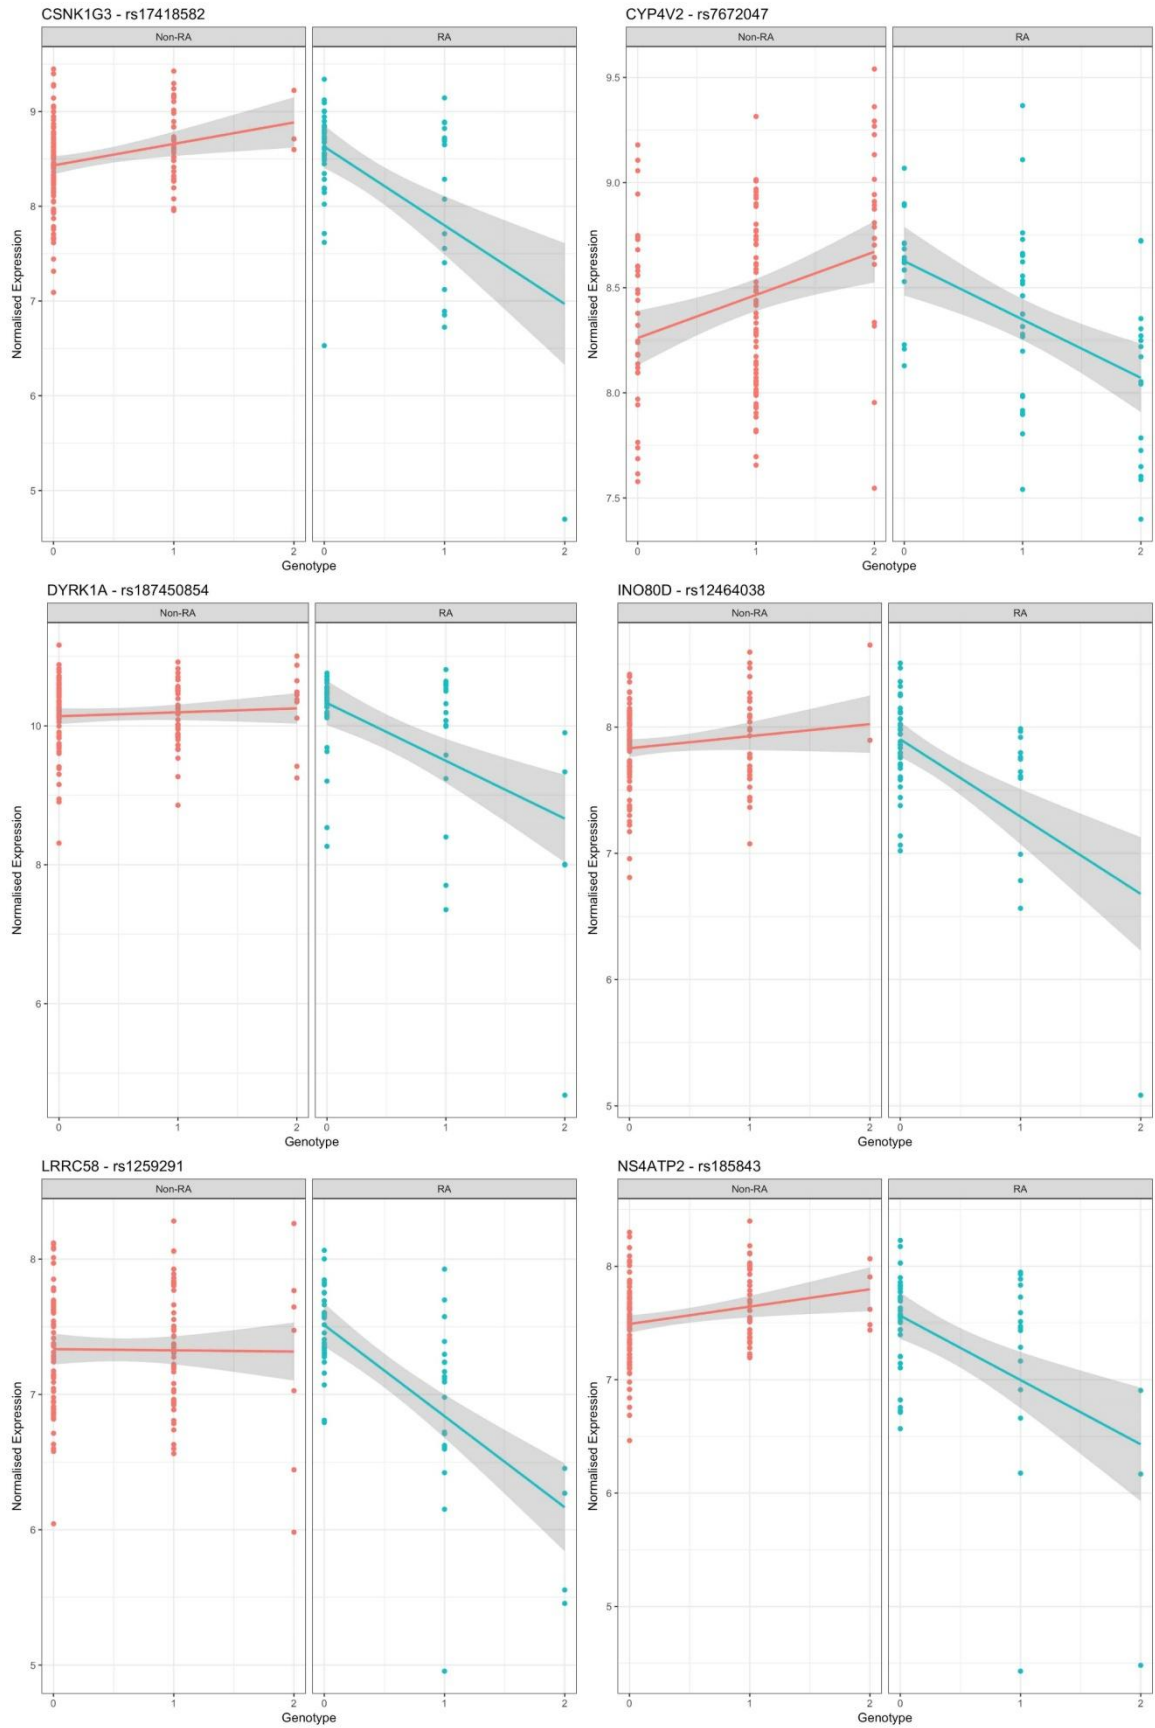 CSNK1G3 - rs17418582
Non-RA RA
9
8
7
6
5
Normalised Expression
0 1 2 0 1 2
Genotype
CYP4V2 - rs7672047
Non-RA RA
9.5
9.0
8.5
8.0
7.5
Normalised Expression
0 1 2 0 1 2
Genotype
DYRK1A - rs187450854
Non-RA RA
10
8
6
Normalised Expression
0 1 2 0 1 2
Genotype
INO80D - rs12464038
Non-RA RA
8
7
6
5
Normalised Expression
0 1 2 0 1 2
Genotype
LRRC58 - rs1259291
Non-RA RA
8
7
6
5
Normalised Expression
0 1 2 0 1 2
Genotype
NS4ATP2 - rs185843
Non-RA RA
8
7
6
5
Normalised Expression
0 1 2 0 1 2
Genotype